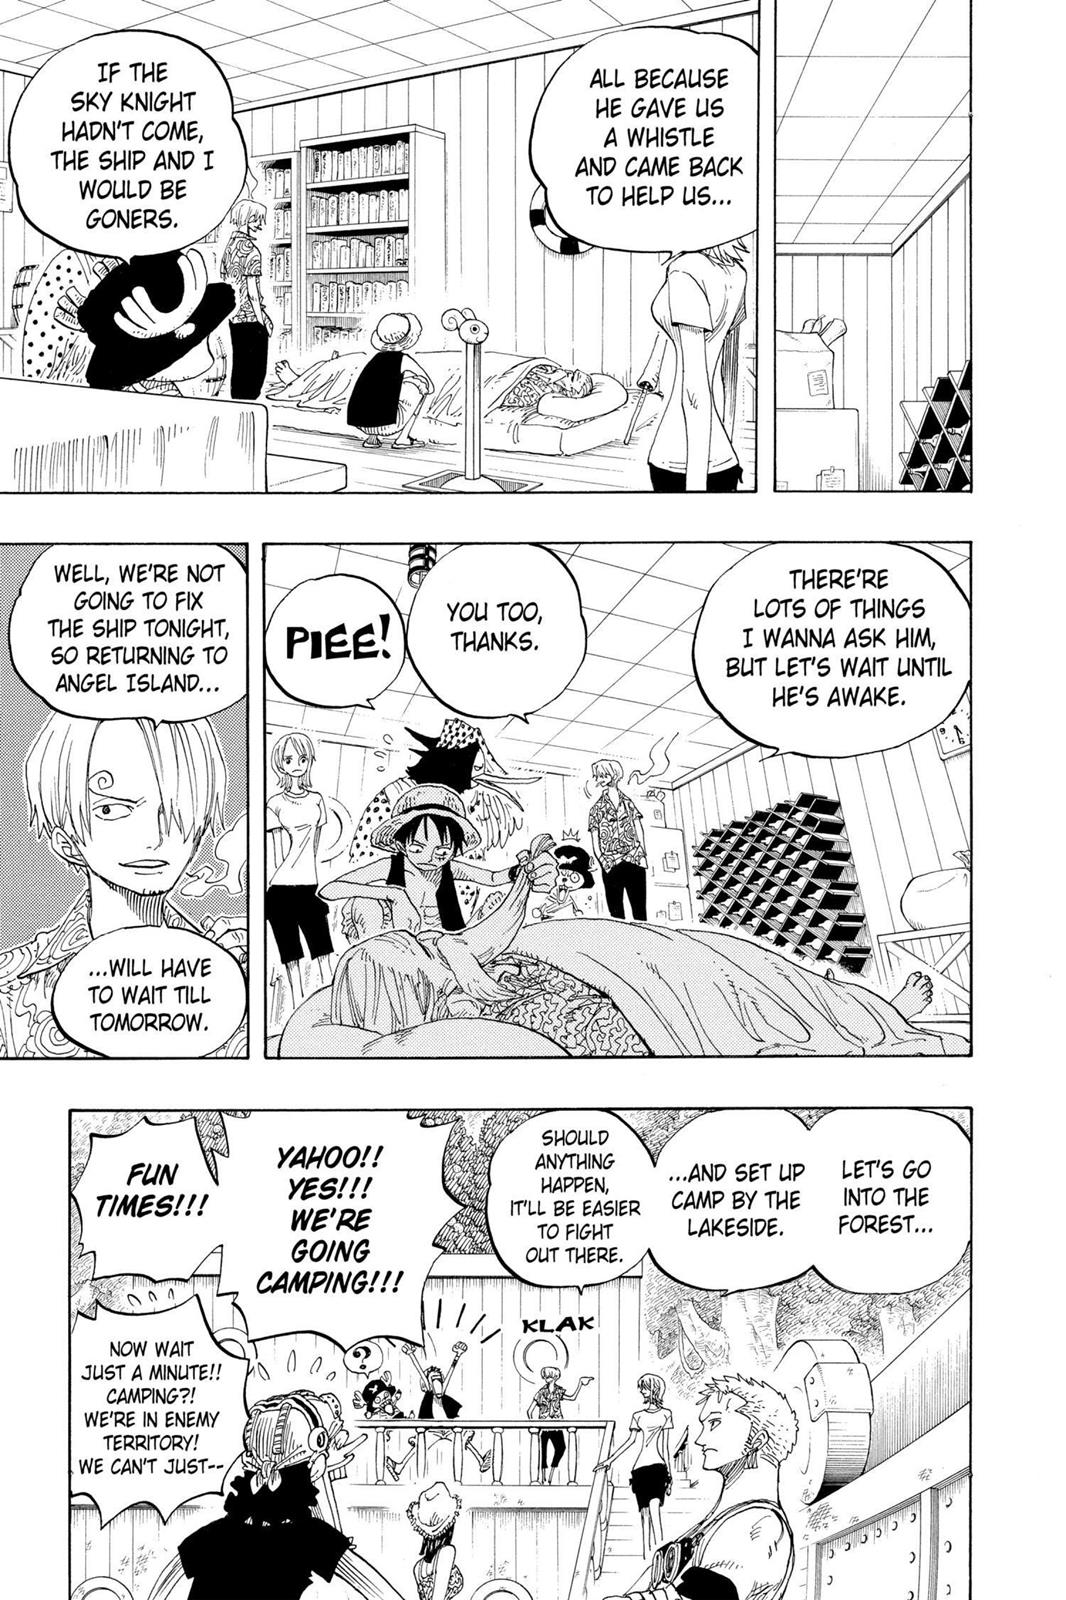 ALL BECAUSE
HE GAVE US
A WHISTLE
AND CAME BACK
TO HELP US...
IF THE
SKY KNIGHT
HADN'T COME,
THE SHIP AND I
WOULD BE
GONERS.
THERE'RE
LOTS OF THINGS
I WANNA ASK HIM,
BUT LET'S WAIT UNTIL
HE'S AWAKE.
YOU TOO,
THANKS.
PIEE!
WELL, WE'RE NOT
GOING TO FIX
THE SHIP TONIGHT,
SO RETURNING TO
ANGEL ISLAND...
...WILL HAVE
TO WAIT TILL
TOMORROW.
LET'S GO
INTO THE
FOREST...
...AND SET UP
CAMP BY THE
LAKESIDE.
SHOULD
ANYTHING
HAPPEN,
IT'LL BE EASIER
TO FIGHT
OUT THERE.
KLAK
YAHOO!!
YES!!!
WE'RE
GOING
CAMPING!!!
?
FUN
TIMES!!!
NOW WAIT
JUST A MINUTE!!
CAMPING?!
WE'RE IN ENEMY
TERRITORY!
WE CAN'T JUST--